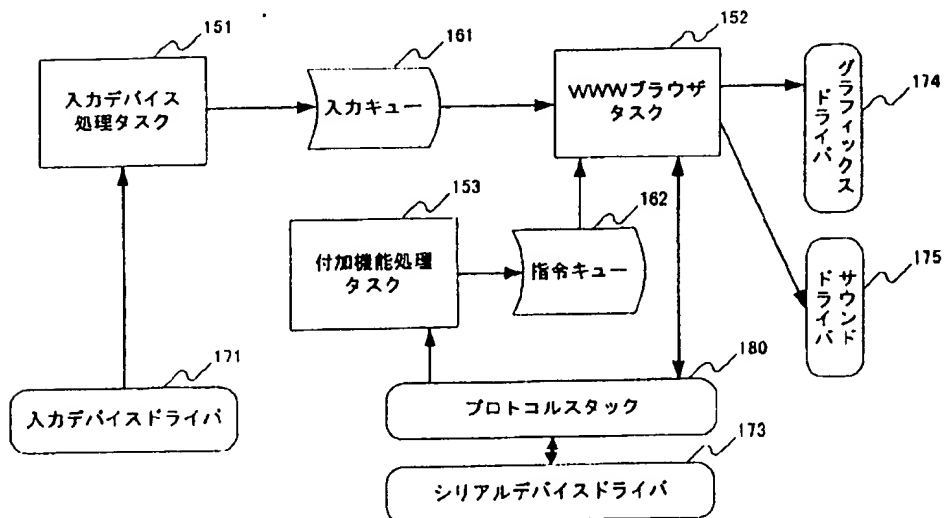 151
入力デバイス
処理タスク
161
入力キュー
152
WWWブラウザ
タスク
グラフィックス
ドライバ
174
153
付加機能処理
タスク
162
指令キュー
サウンド
ドライバ
175
171
入力デバイスドライバ
180
プロトコルスタック
173
シリアルデバイスドライバ